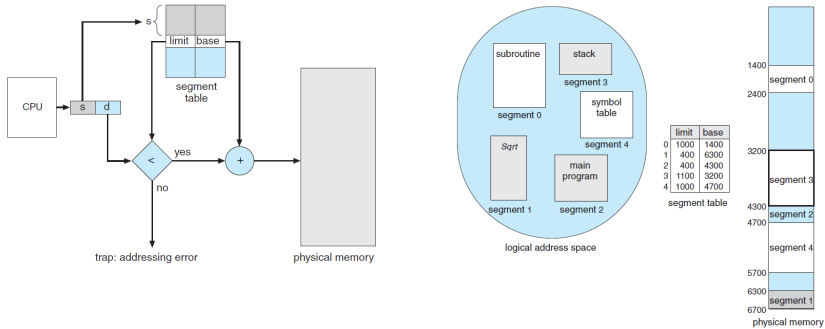 s
limit base
segment
table
CPU
s d
<
yes
+
no
trap: addressing error
physical memory
subroutine
segment 0
stack
segment 3
symbol
table
segment 4
Sqrt
segment 1
main
program
segment 2
logical address space
limit base
0 1000 1400
1 400 6300
2 400 4300
3 1100 3200
4 1000 4700
segment table
1400
segment 0
2400
3200
segment 3
4300
segment 2
4700
segment 4
5700
6300
segment 1
6700
physical memory